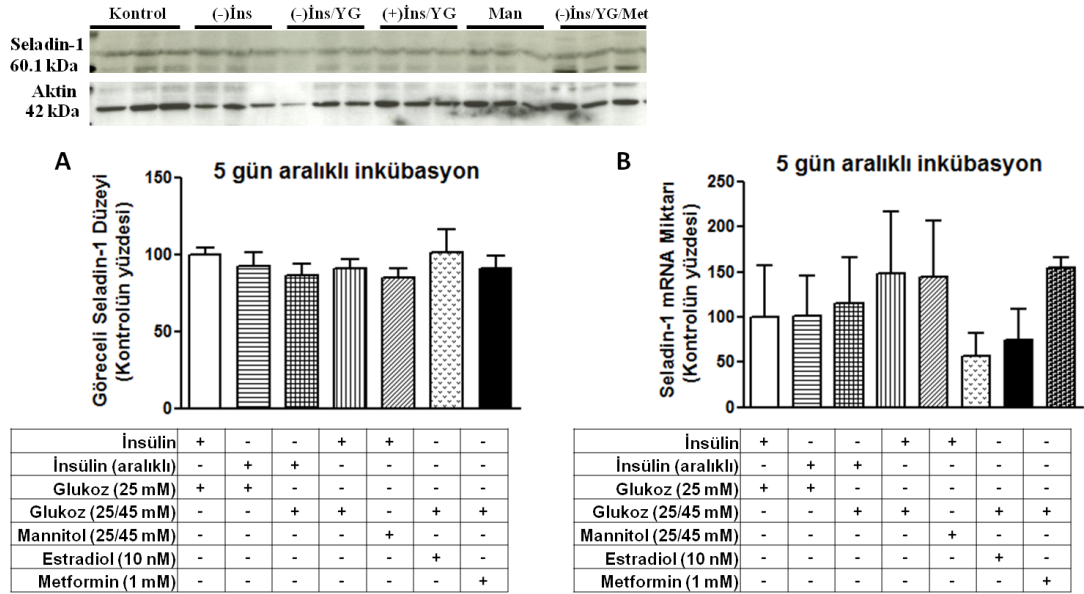 Kontrol (-)İns (-)İns/YG (+)İns/YG Man (-)İns/YG/Met
Seladin-1
60.1 kDa
Aktin
42 kDa
A
5 gün aralıklı inkübasyon
Göreceli Seladin-1 Düzeyi
(Kontrolün yüzdesi)
150
100
50
0
İnsülin + - - + + - -
İnsülin (aralıklı) - + + - - - -
Glukoz (25 mM) + + - - - - -
Glukoz (25/45 mM) - - + + - + +
Mannitol (25/45 mM) - - - - + - -
Estradiol (10 nM) - - - - - + -
Metformin (1 mM) - - - - - - +
B
5 gün aralıklı inkübasyon
Seladin-1 mRNA Miktarı
(Kontrolün yüzdesi)
250
200
150
100
50
0
İnsülin + - - + + - -
İnsülin (aralıklı) - + + - - - -
Glukoz (25 mM) + + - - - - -
Glukoz (25/45 mM) - - + + - + +
Mannitol (25/45 mM) - - - - + - -
Estradiol (10 nM) - - - - - + -
Metformin (1 mM) - - - - - - +